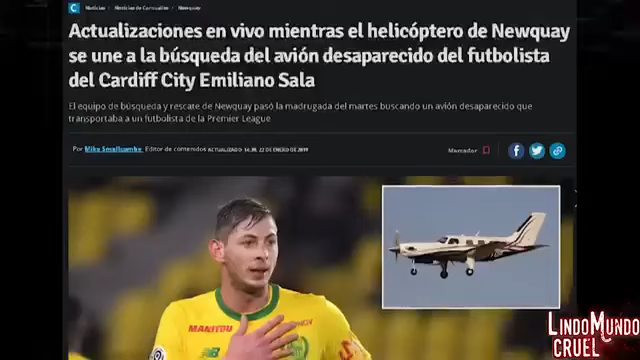 C Noticias Noticias de Cornualles Newquay
Actualizaciones en vivo mientras el helicóptero de Newquay
se une a la búsqueda del avión desaparecido del futbolista
del Cardiff City Emiliano Sala
El equipo de búsqueda y rescate de Newquay pasó la madrugada del martes buscando un avión desaparecido que
transportaba a un futbolista de la Premier League
Por Mike Smallcombe Editor de contenidos ACTUALIZADO 22 DE ENERO DE 2019
Marcador
MANITOU
LINDOMUNDO
CRUEL